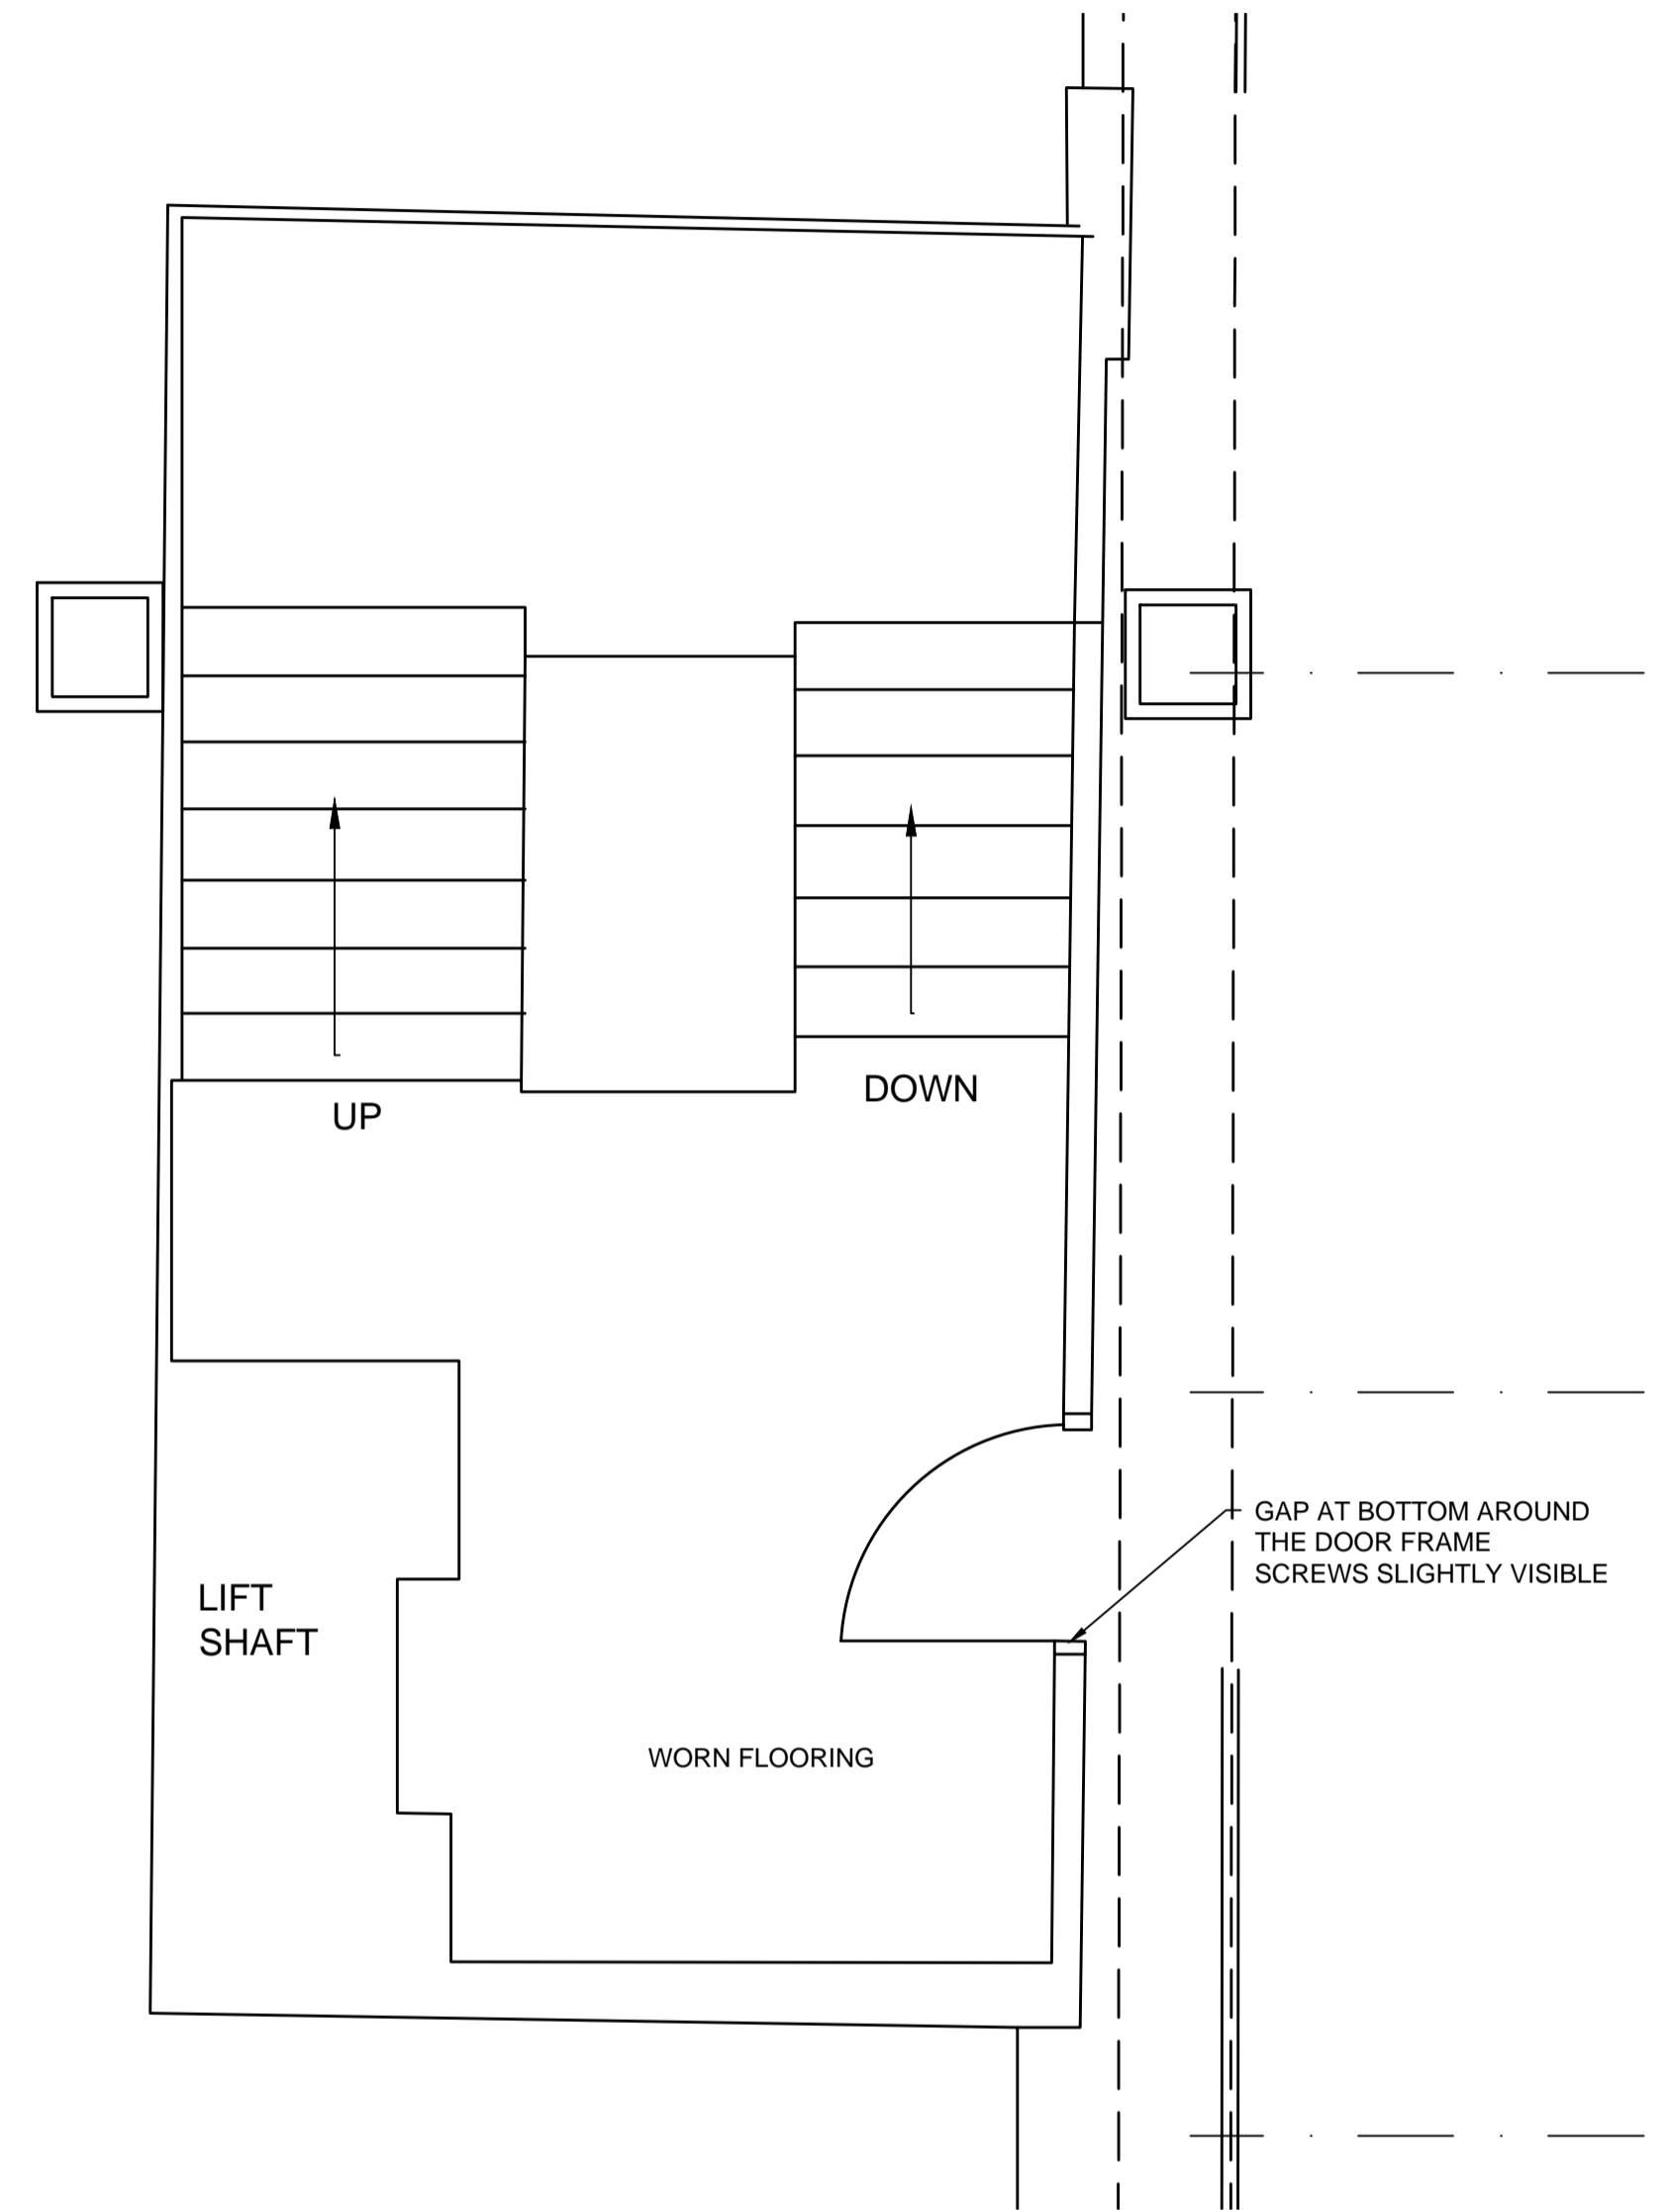 DOWN
UP
GAP AT BOTTOM AROUND
THE DOOR FRAME
SCREWS SLIGHTLY VISIBLE
LIFT
SHAFT
WORN FLOORING